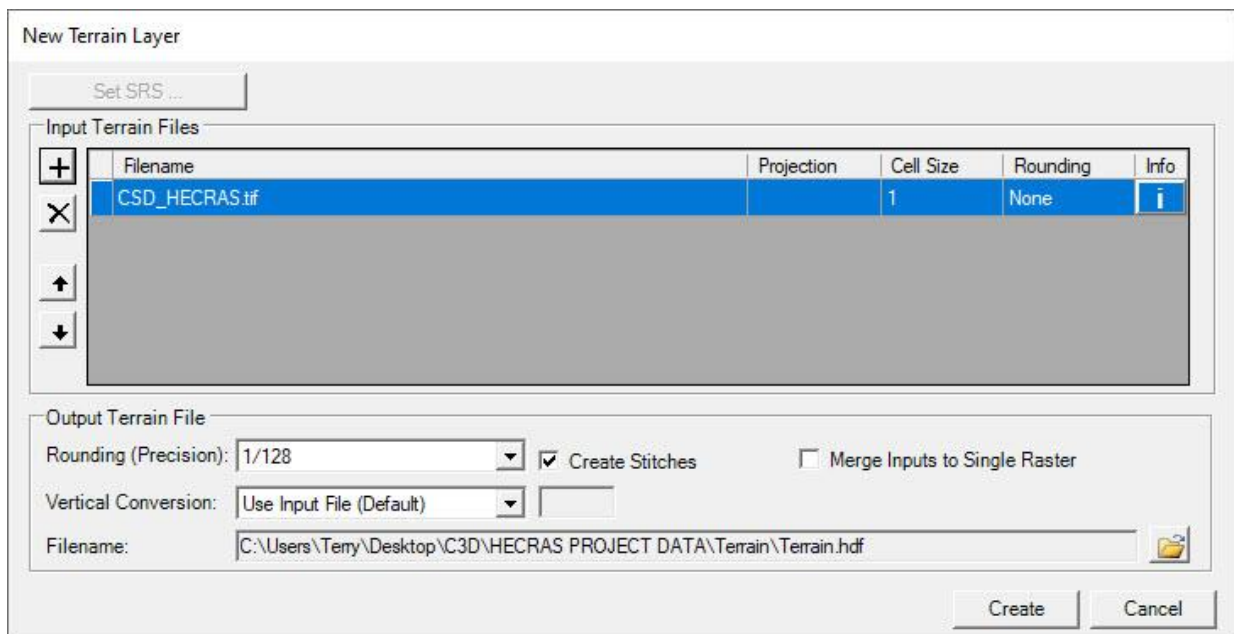 New Terrain Layer
Set SRS ...
Input Terrain Files
Filename Projection Cell Size Rounding Info
CSD_HECRAS.tif 1 None i
Output Terrain File
Rounding (Precision): 1/128 Create Stitches Merge Inputs to Single Raster
Vertical Conversion: Use Input File (Default)
Filename: C:\Users\Terry\Desktop\C3D\HECRAS PROJECT DATA\Terrain\Terrain.hdf
Create Cancel